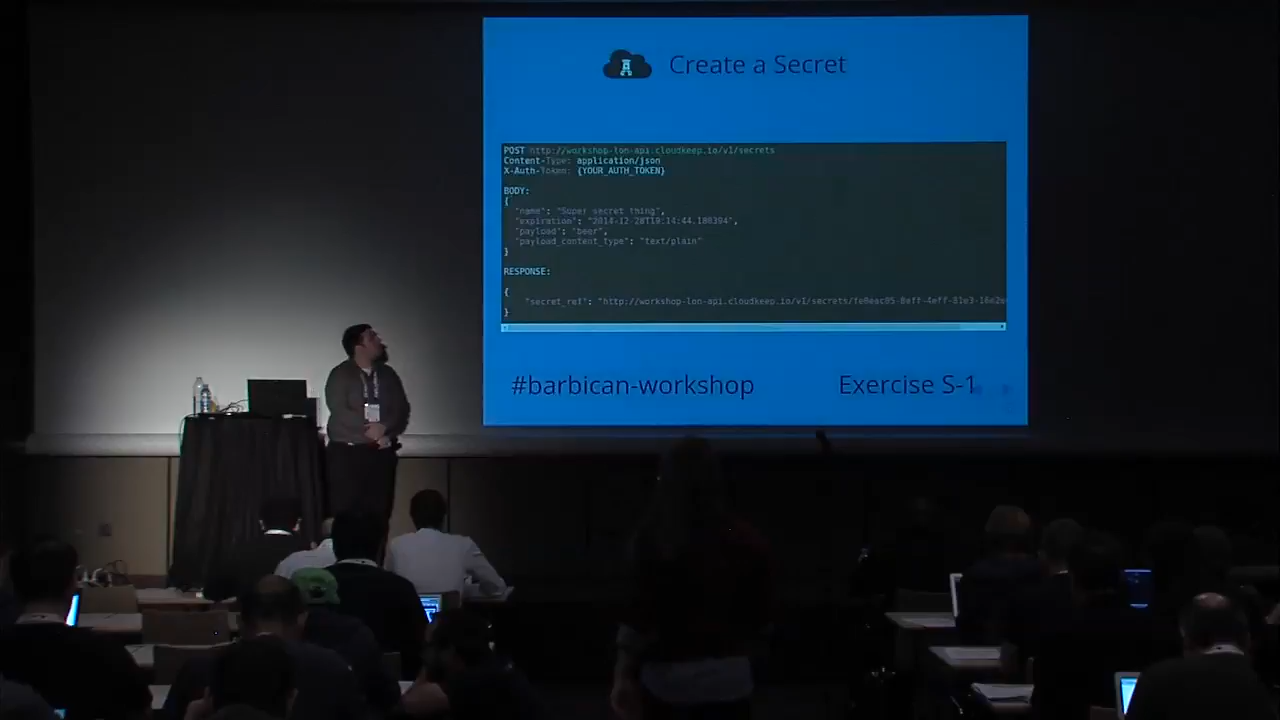 Create a Secret
POST http://workshop-lon-api.cloudkeep.io/v1/secrets
Content-Type: application/json
X-Auth-Token: {YOUR_AUTH_TOKEN}
BODY:
{
"name": "Super secret thing",
"expiration": "2014-12-28T19:14:44.180394",
"payload": "beer",
"payload_content_type": "text/plain"
}
RESPONSE:
{
"secret_ref": "http://workshop-lon-api.cloudkeep.io/v1/secrets/
}
#barbican-workshop
Exercise S-1